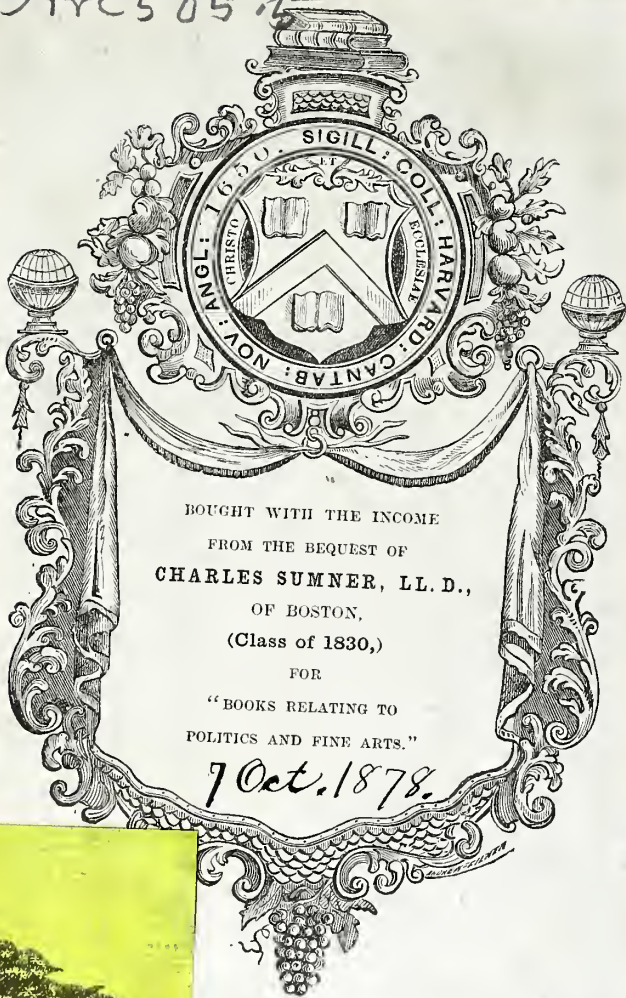 SIGILL: COLL: HARVARD: CANTAB: NOV: ANGL: 1650.
ET
CHRISTO
ECCLESIAE
BOUGHT WITH THE INCOME
FROM THE BEQUEST OF
CHARLES SUMNER, LL. D.,
OF BOSTON,
(Class of 1830,)
FOR
"BOOKS RELATING TO
POLITICS AND FINE ARTS."
7 Oct. 1878.